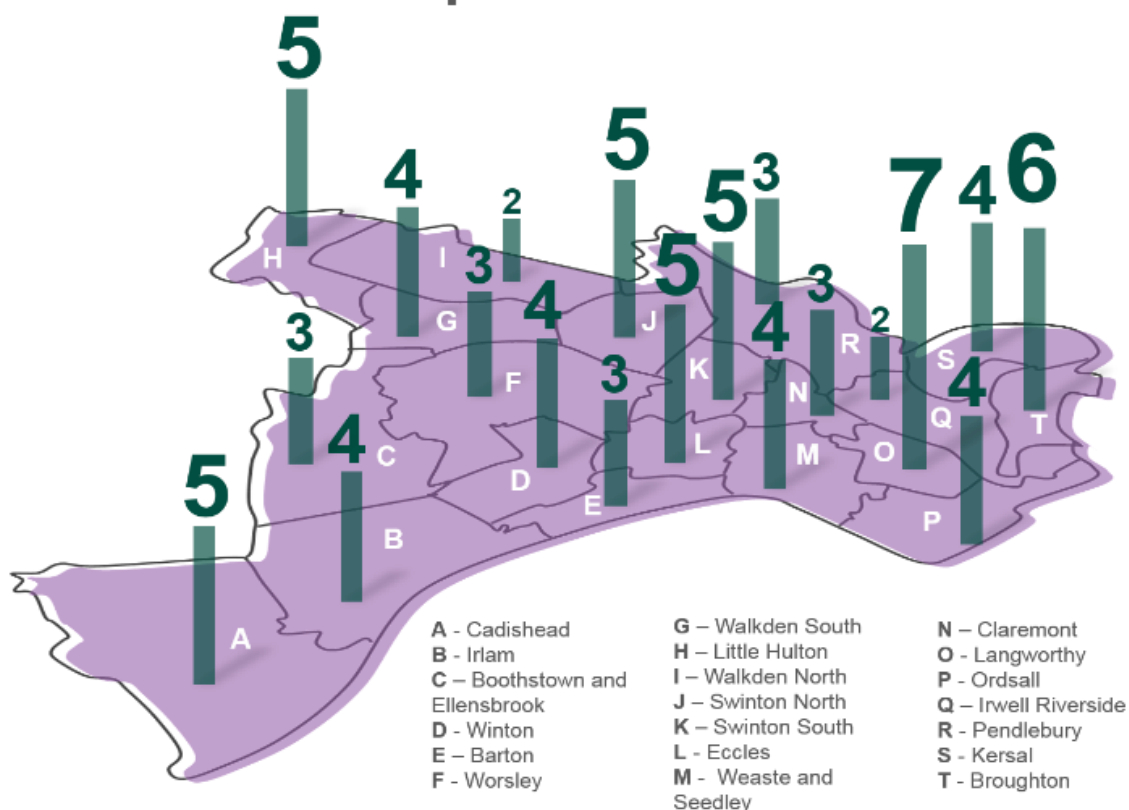 5
5
4
5
3
2
5
7
4
6
H
I
3
5
3
4
G
J
2
3
4
R
S
F
K
N
4
4
C
D
L
M
O
Q
T
5
E
P
B
A
A - Cadishead
B - Irlam
C – Boothstown and
Ellensbrook
D - Winton
E – Barton
F – Worsley
G – Walkden South
H – Little Hulton
I – Walkden North
J – Swinton North
K – Swinton South
L - Eccles
M - Weaste and
Seedley
N – Claremont
O - Langworthy
P - Ordsall
Q – Irwell Riverside
R - Pendlebury
S - Kersal
T - Broughton